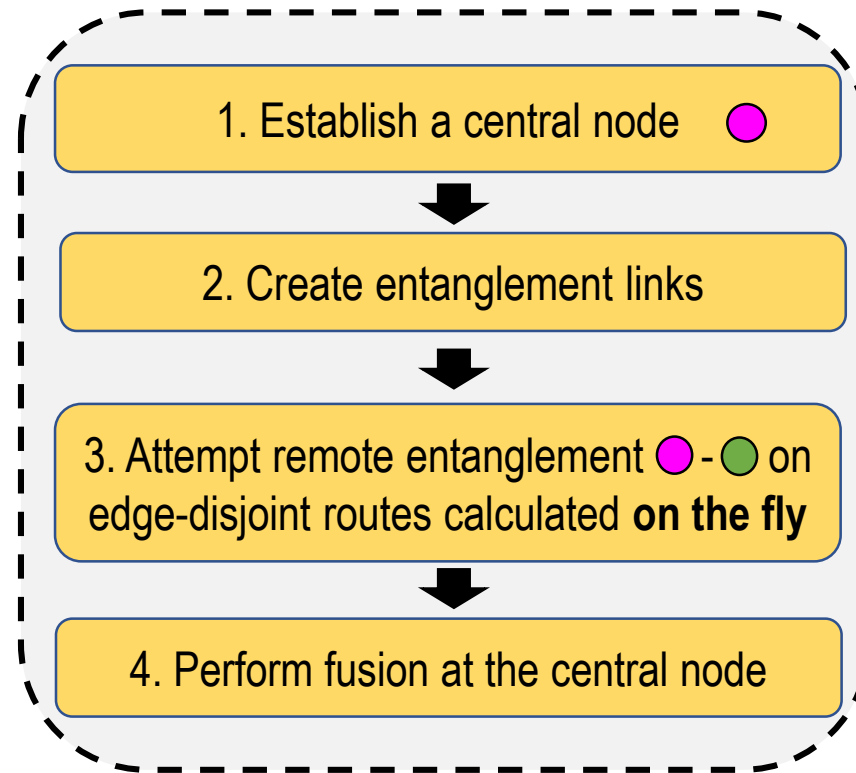 1. Establish a central node
2. Create entanglement links
3. Attempt remote entanglement - on
edge-disjoint routes calculated on the fly
4. Perform fusion at the central node